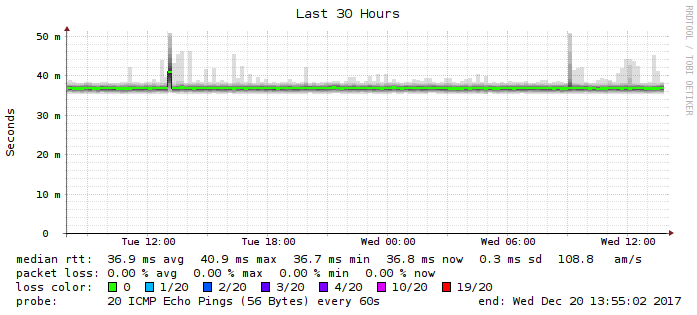 Last 30 Hours
RRDTOOL / TOBI OETIKER
Seconds
50 m
40 m
30 m
20 m
10 m
0
Tue 12:00 Tue 18:00 Wed 00:00 Wed 06:00 Wed 12:00
median rtt: 36.9 ms avg 40.9 ms max 36.7 ms min 36.8 ms now 0.3 ms sd 108.8 am/s
packet loss: 0.00 % avg 0.00 % max 0.00 % min 0.00 % now
loss color: 0 1/20 2/20 3/20 4/20 10/20 19/20
probe: 20 ICMP Echo Pings (56 Bytes) every 60s end: Wed Dec 20 13:55:02 2017